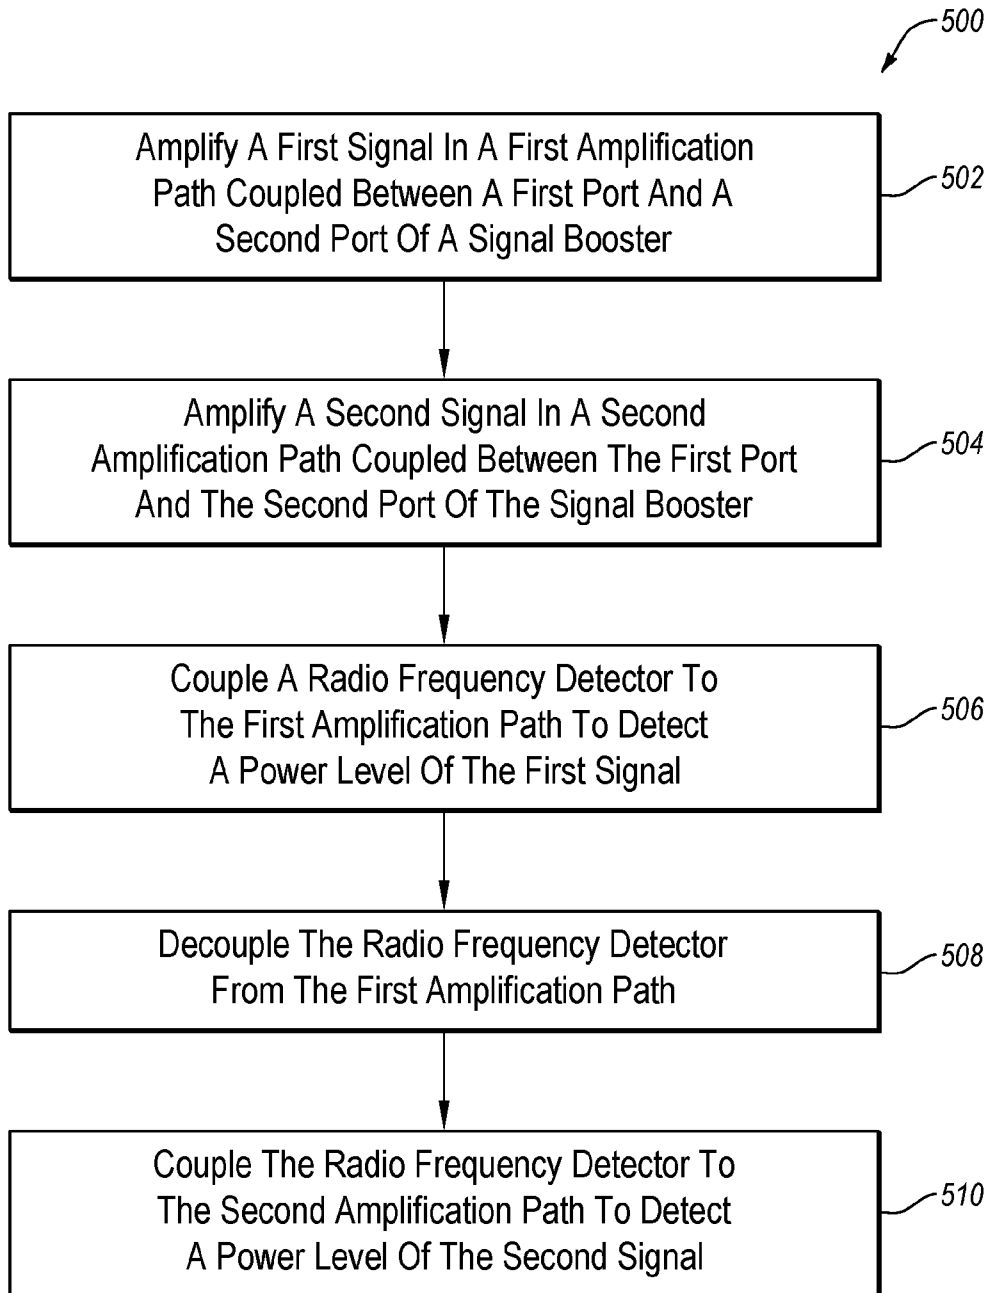 500
Amplify A First Signal In A First Amplification
Path Coupled Between A First Port And A
Second Port Of A Signal Booster
502
Amplify A Second Signal In A Second
Amplification Path Coupled Between The First Port
And The Second Port Of The Signal Booster
504
Couple A Radio Frequency Detector To
The First Amplification Path To Detect
A Power Level Of The First Signal
506
Decouple The Radio Frequency Detector
From The First Amplification Path
508
Couple The Radio Frequency Detector To
The Second Amplification Path To Detect
A Power Level Of The Second Signal
510